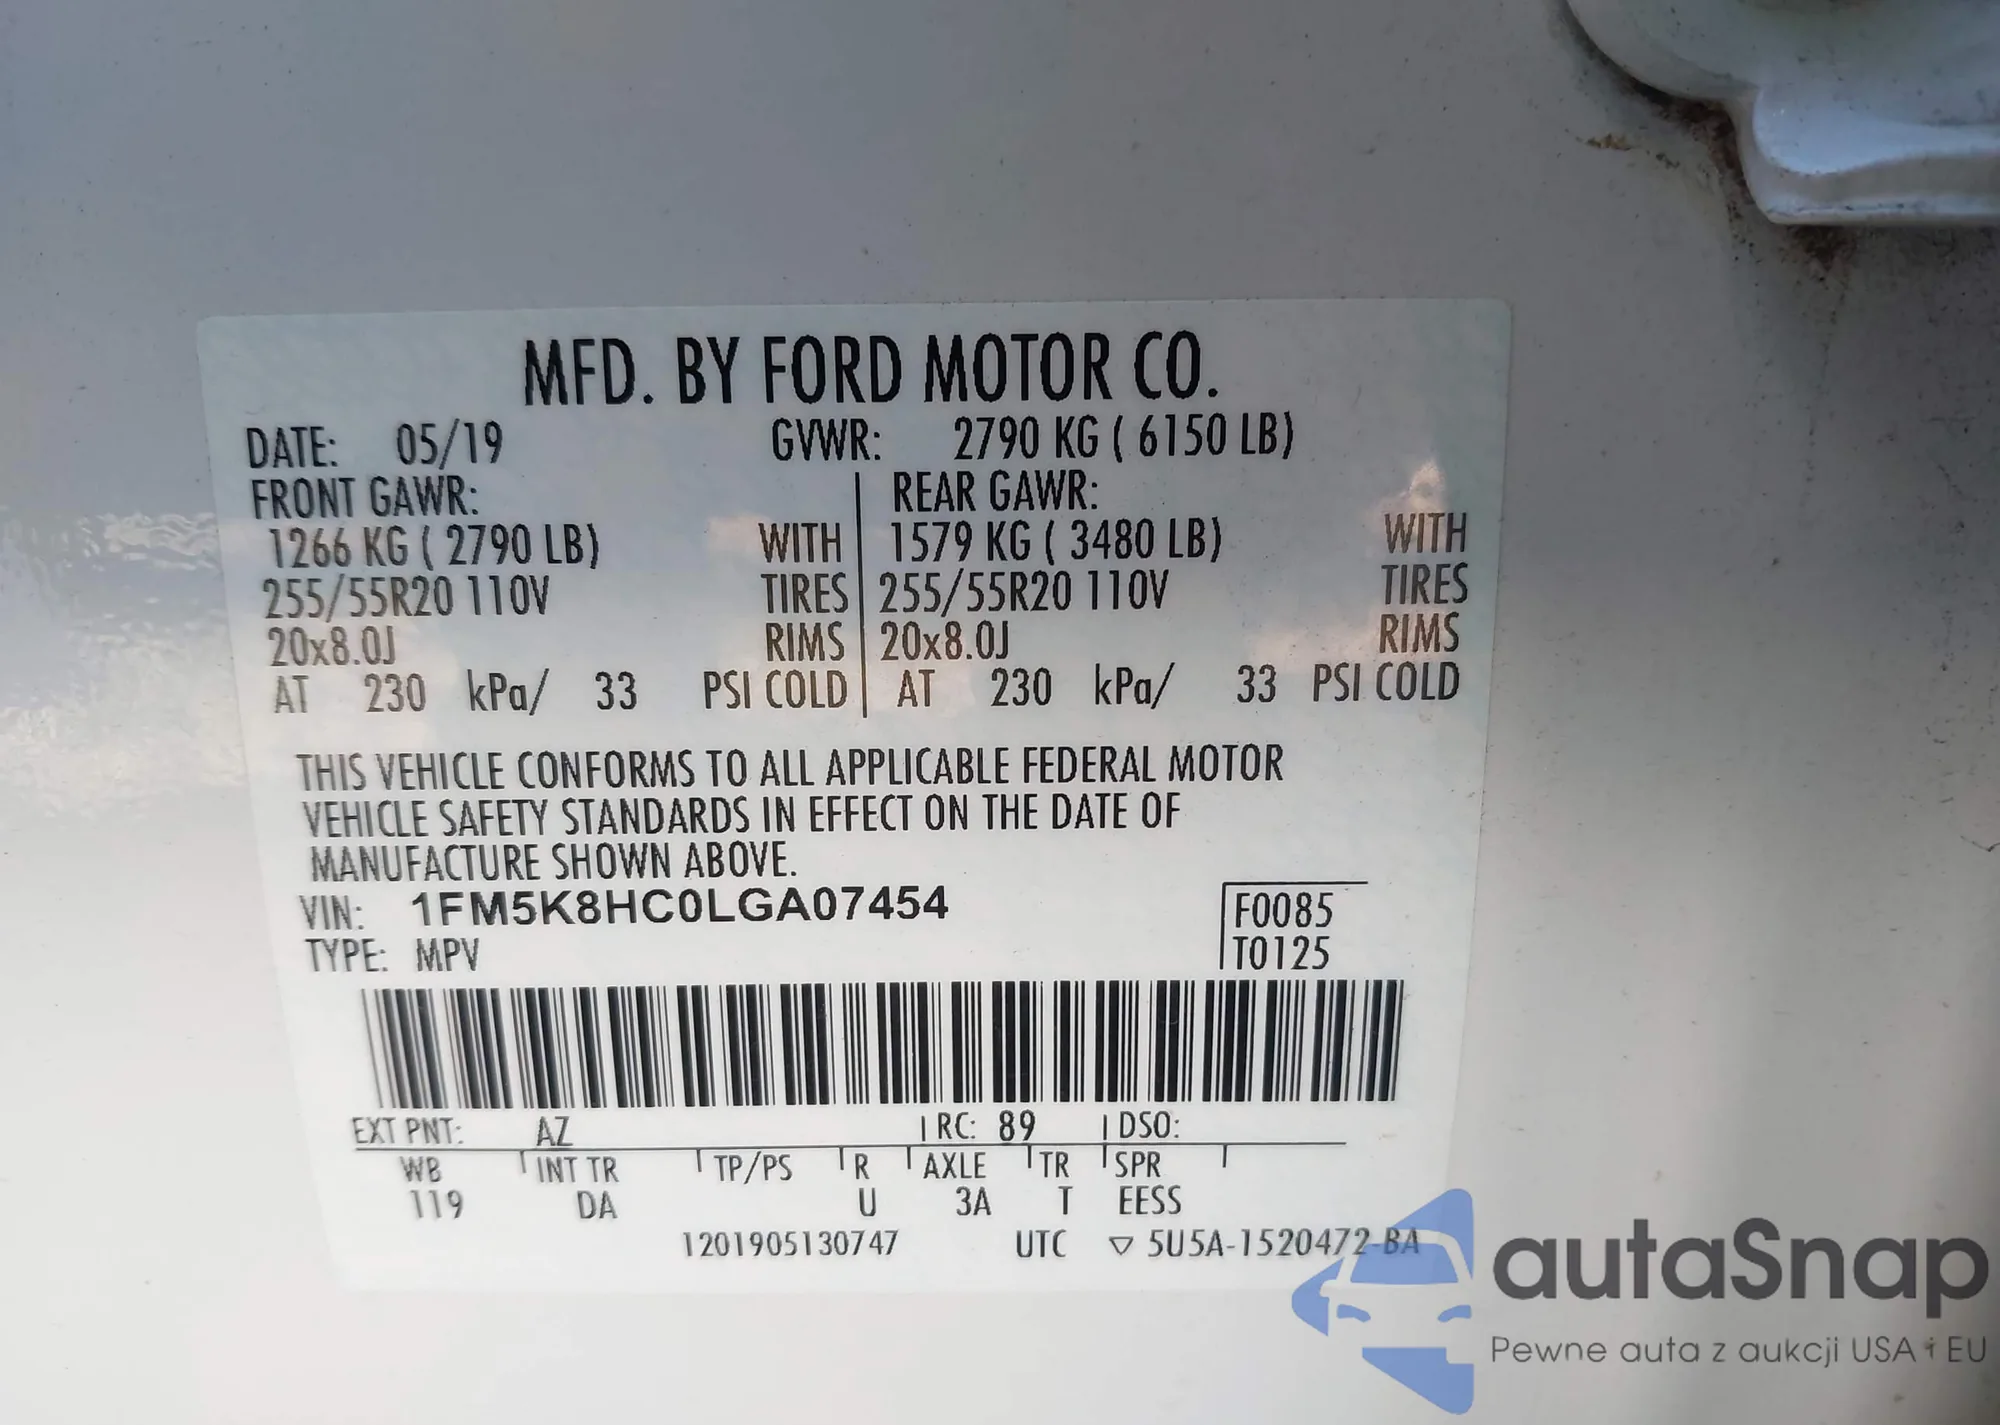 MFD. BY FORD MOTOR CO.
DATE: 05/19 GVWR: 2790 KG ( 6150 LB)
FRONT GAWR: REAR GAWR:
1266 KG ( 2790 LB) WITH 1579 KG ( 3480 LB) WITH
255/55R20 110V TIRES 255/55R20 110V TIRES
20x8.0J RIMS 20x8.0J RIMS
AT 230 kPa/ 33 PSI COLD AT 230 kPa/ 33 PSI COLD
THIS VEHICLE CONFORMS TO ALL APPLICABLE FEDERAL MOTOR
VEHICLE SAFETY STANDARDS IN EFFECT ON THE DATE OF
MANUFACTURE SHOWN ABOVE.
VIN: 1FM5K8HC0LGA07454 F0085
TYPE: MPV T0125
EXT PNT: AZ RC: 89 DSO:
WB INT TR TP/PS R AXLE TR SPR
119 DA U 3A T EESS
1201905130747 UTC ▽ 5U5A-1520472-BA
autaSnap
Pewne auta z aukcji USA i EU